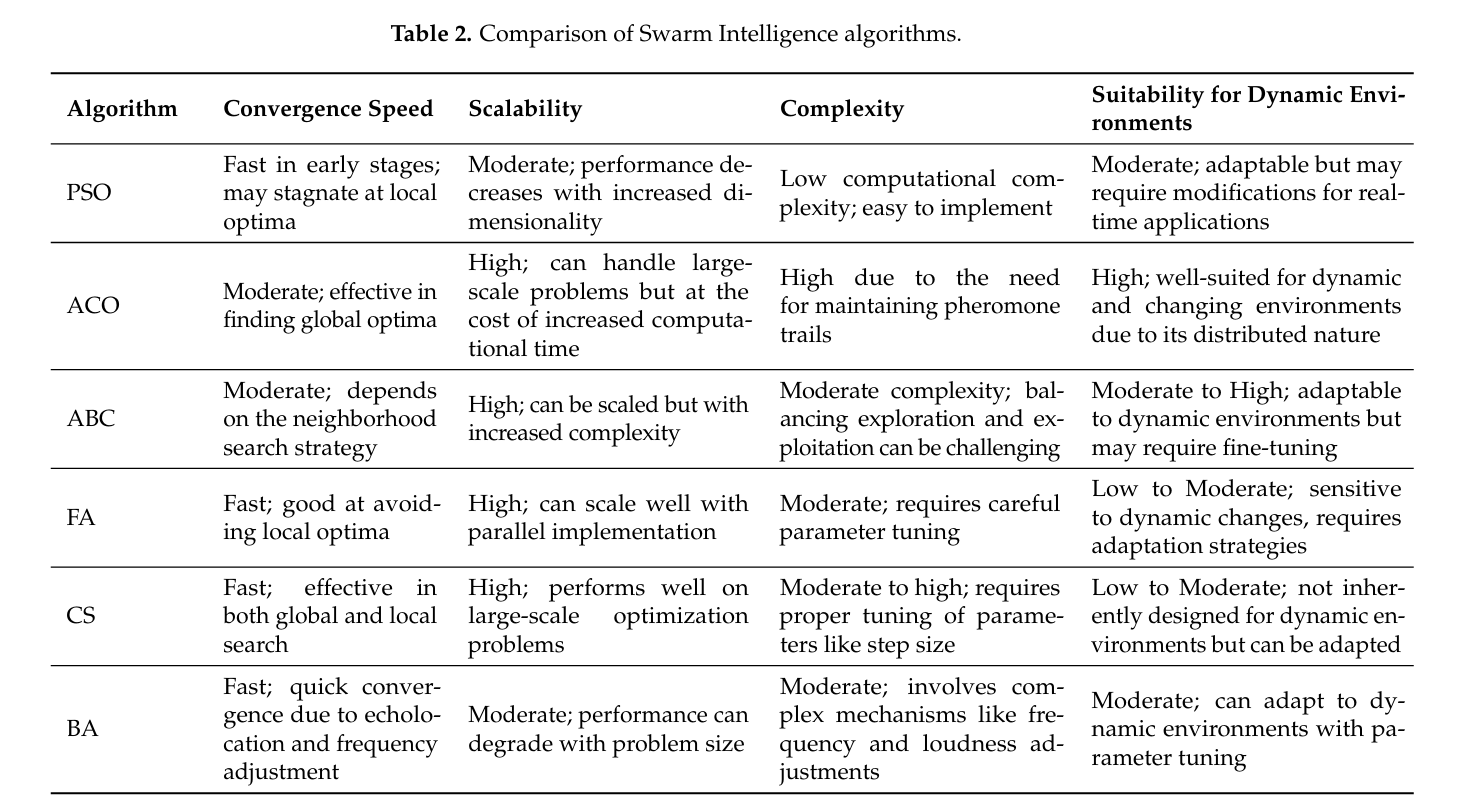 Table 2. Comparison of Swarm Intelligence algorithms.
Algorithm
Convergence Speed
Scalability
Complexity
Suitability for Dynamic Envi-
ronments
PSO
Fast in early stages;
may stagnate at local
optima
Moderate; performance de-
creases with increased di-
mensionality
Low computational com-
plexity; easy to implement
Moderate; adaptable but may
require modifications for real-
time applications
ACO
Moderate; effective in
finding global optima
High; can handle large-
scale problems but at the
cost of increased computa-
tional time
High due to the need
for maintaining pheromone
trails
High; well-suited for dynamic
and changing environments
due to its distributed nature
ABC
Moderate; depends
on the neighborhood
search strategy
High; can be scaled but with
increased complexity
Moderate complexity; bal-
ancing exploration and ex-
ploitation can be challenging
Moderate to High; adaptable
to dynamic environments but
may require fine-tuning
FA
Fast; good at avoid-
ing local optima
High; can scale well with
parallel implementation
Moderate; requires careful
parameter tuning
Low to Moderate; sensitive
to dynamic changes, requires
adaptation strategies
CS
Fast; effective in
both global and local
search
High; performs well on
large-scale optimization
problems
Moderate to high; requires
proper tuning of parame-
ters like step size
Low to Moderate; not inher-
ently designed for dynamic en-
vironments but can be adapted
BA
Fast; quick conver-
gence due to echolo-
cation and frequency
adjustment
Moderate; performance can
degrade with problem size
Moderate; involves com-
plex mechanisms like fre-
quency and loudness ad-
justments
Moderate; can adapt to dy-
namic environments with pa-
rameter tuning